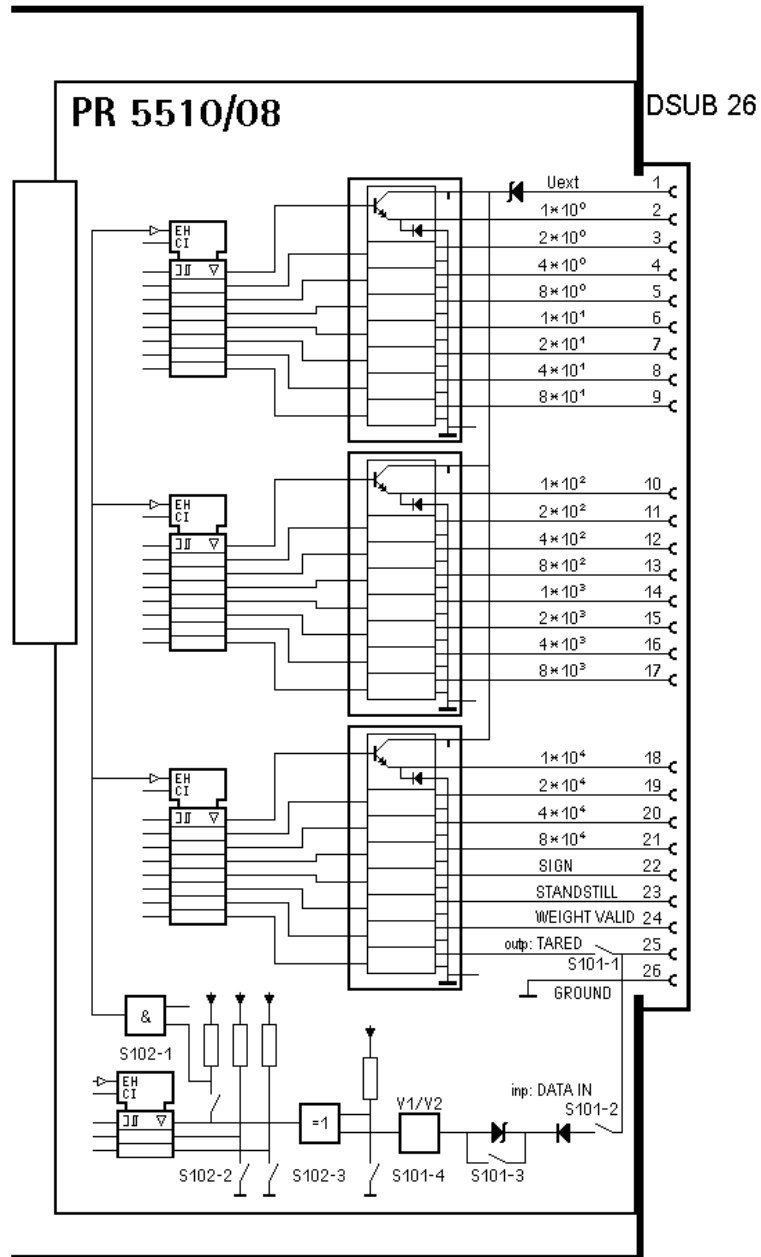 PR 5510/08
DSUB 26
Uext 1
1*10⁰ 2
2*10⁰ 3
4*10⁰ 4
8*10⁰ 5
1*10¹ 6
2*10¹ 7
4*10¹ 8
8*10¹ 9
EH
CI
1*10² 10
2*10² 11
4*10² 12
8*10² 13
1*10³ 14
2*10³ 15
4*10³ 16
8*10³ 17
EH
CI
1*10⁴ 18
2*10⁴ 19
4*10⁴ 20
8*10⁴ 21
EH
CI
SIGN 22
STANDSTILL 23
WEIGHT VALID 24
outp: TARED 25
S101-1
26
GROUND
&
S102-1
EH
CI
=1
V1/V2
inp: DATA IN
S101-2
S102-2 S102-3 S101-4 S101-3